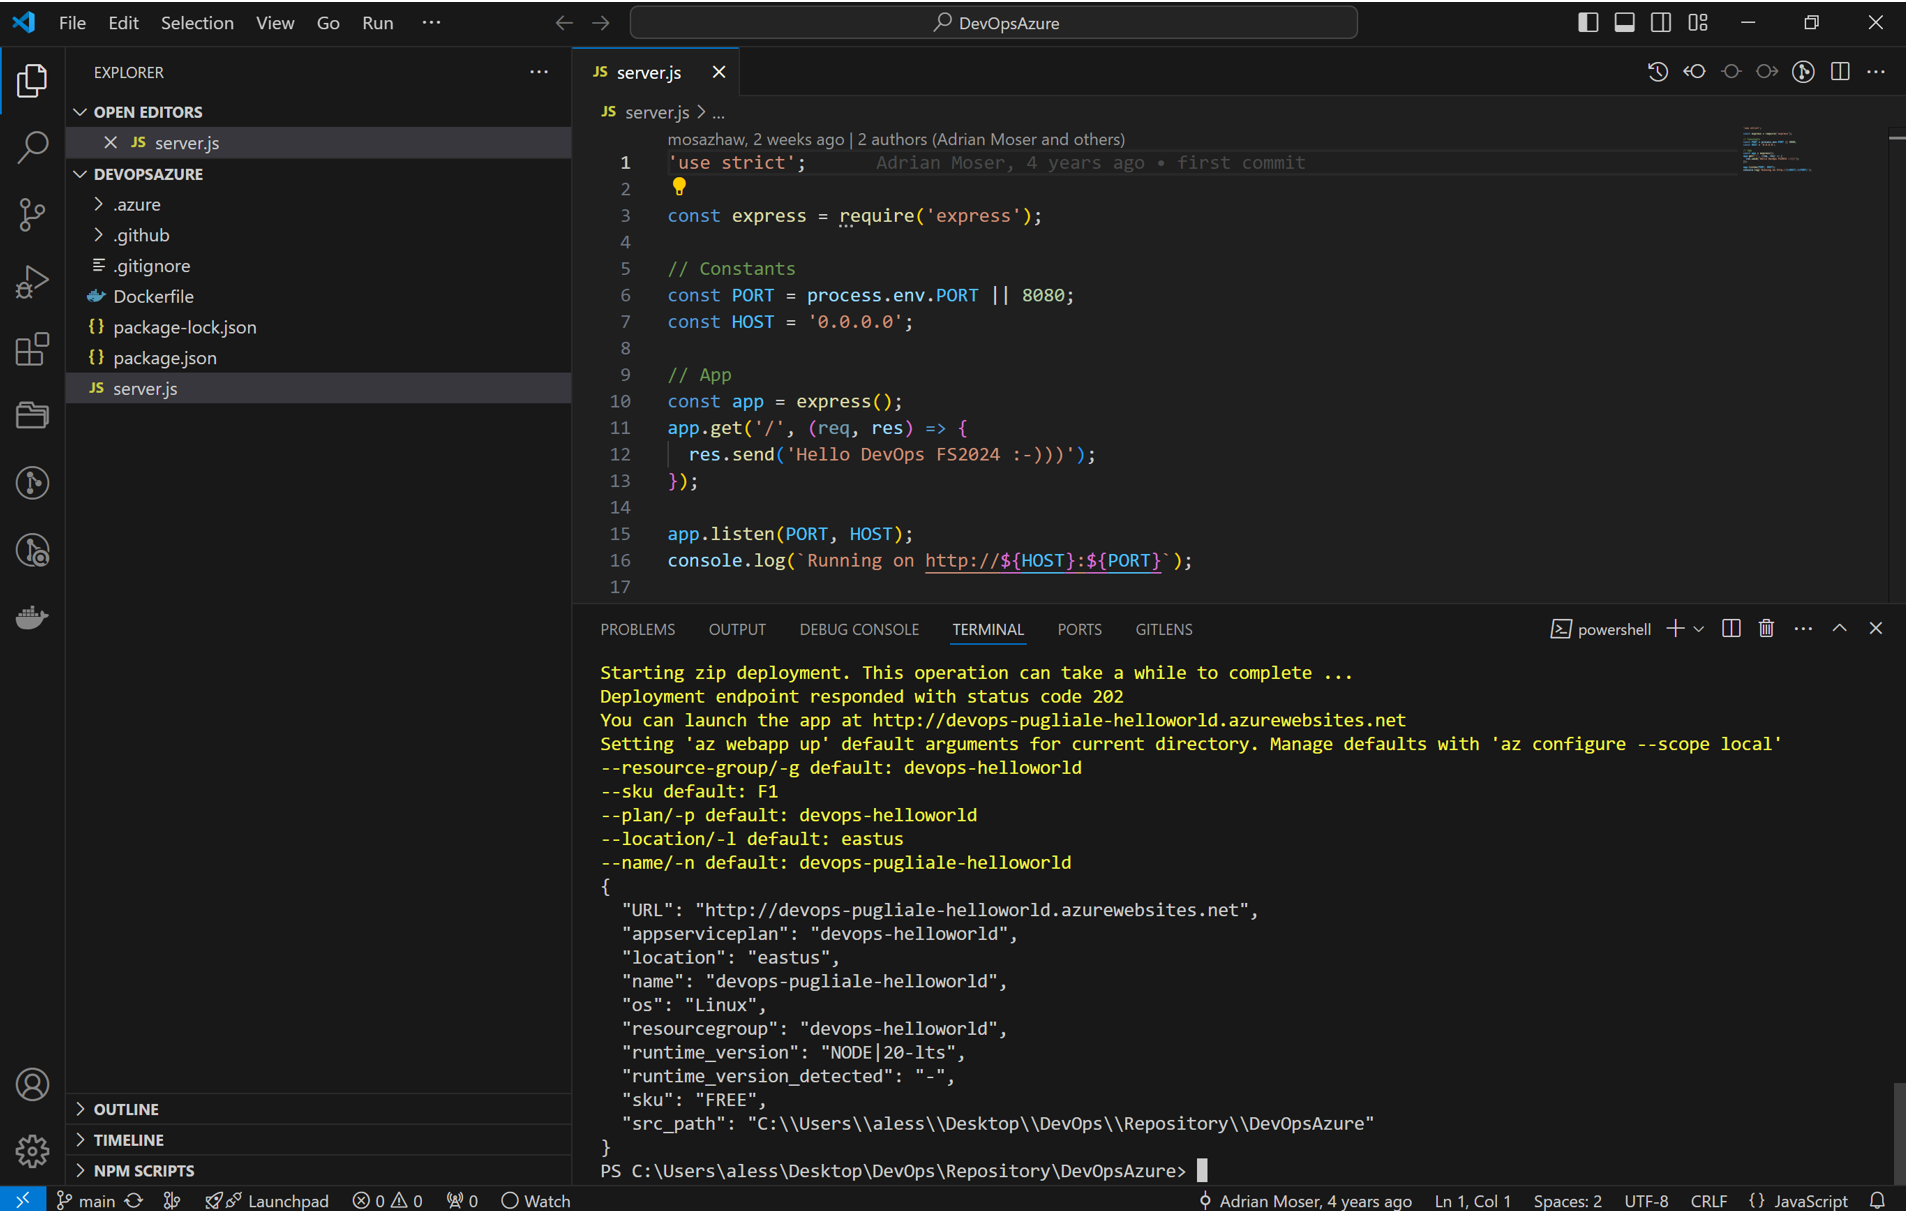 File Edit Selection View Go Run ···
DevOpsAzure
EXPLORER
OPEN EDITORS
JS server.js
DEVOPSAZURE
.azure
.github
.gitignore
Dockerfile
{} package-lock.json
{} package.json
JS server.js
OUTLINE
TIMELINE
NPM SCRIPTS
JS server.js
JS server.js > ...
mosazhaw, 2 weeks ago | 2 authors (Adrian Moser and others)
1 'use strict'; Adrian Moser, 4 years ago • first commit
2
3 const express = require('express');
4
5 // Constants
6 const PORT = process.env.PORT || 8080;
7 const HOST = '0.0.0.0';
8
9 // App
10 const app = express();
11 app.get('/', (req, res) => {
12 res.send('Hello DevOps FS2024 :-)))');
13 });
14
15 app.listen(PORT, HOST);
16 console.log(`Running on http://${HOST}:${PORT}`);
17
PROBLEMS OUTPUT DEBUG CONSOLE TERMINAL PORTS GITLENS
powershell
Starting zip deployment. This operation can take a while to complete ...
Deployment endpoint responded with status code 202
You can launch the app at http://devops-pugliale-helloworld.azurewebsites.net
Setting 'az webapp up' default arguments for current directory. Manage defaults with 'az configure --scope local'
--resource-group/-g default: devops-helloworld
--sku default: F1
--plan/-p default: devops-helloworld
--location/-l default: eastus
--name/-n default: devops-pugliale-helloworld
{
"URL": "http://devops-pugliale-helloworld.azurewebsites.net",
"appserviceplan": "devops-helloworld",
"location": "eastus",
"name": "devops-pugliale-helloworld",
"os": "Linux",
"resourcegroup": "devops-helloworld",
"runtime_version": "NODE|20-lts",
"runtime_version_detected": "-",
"sku": "FREE",
"src_path": "C:\\Users\\aless\\Desktop\\DevOps\\Repository\\DevOpsAzure"
}
PS C:\Users\aless\Desktop\DevOps\Repository\DevOpsAzure>
main Launchpad 0 0 0 Watch Adrian Moser, 4 years ago Ln 1, Col 1 Spaces: 2 UTF-8 CRLF {} JavaScript